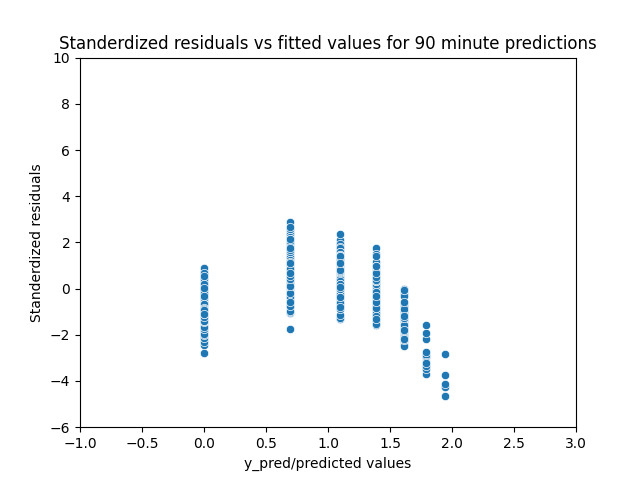 Standerdized residuals vs fitted values for 90 minute predictions
10
8
6
4
2
0
−2
−4
−6
Standerdized residuals
−1.0 −0.5 0.0 0.5 1.0 1.5 2.0 2.5 3.0
y_pred/predicted values